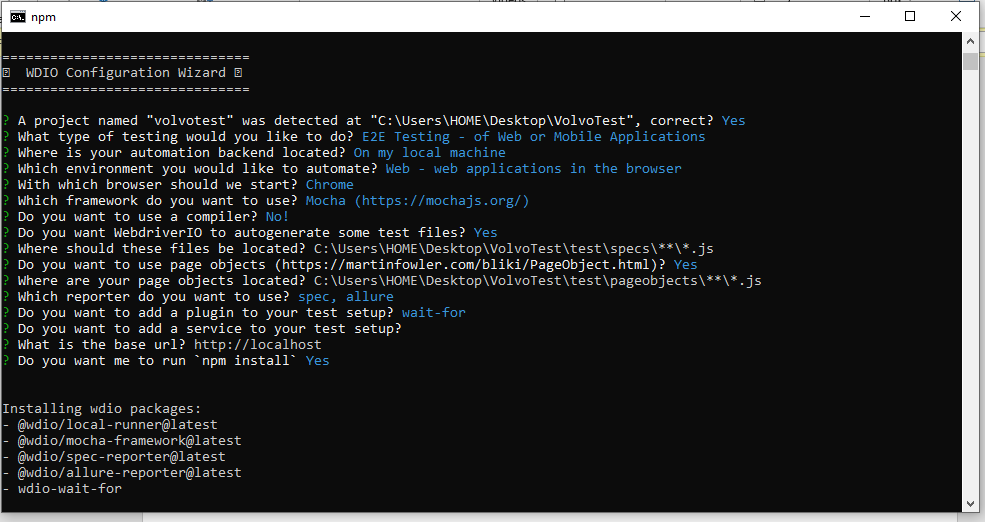 npm
==============================
WDIO Configuration Wizard
==============================
? A project named "volvotest" was detected at "C:\Users\HOME\Desktop\VolvoTest", correct? Yes
? What type of testing would you like to do? E2E Testing - of Web or Mobile Applications
? Where is your automation backend located? On my local machine
? Which environment you would like to automate? Web - web applications in the browser
? With which browser should we start? Chrome
? Which framework do you want to use? Mocha (https://mochajs.org/)
? Do you want to use a compiler? No!
? Do you want WebdriverIO to autogenerate some test files? Yes
? Where should these files be located? C:\Users\HOME\Desktop\VolvoTest\test\specs\**\*.js
? Do you want to use page objects (https://martinfowler.com/bliki/PageObject.html)? Yes
? Where are your page objects located? C:\Users\HOME\Desktop\VolvoTest\test\pageobjects\**\*.js
? Which reporter do you want to use? spec, allure
? Do you want to add a plugin to your test setup? wait-for
? Do you want to add a service to your test setup?
? What is the base url? http://localhost
? Do you want me to run `npm install` Yes
Installing wdio packages:
- @wdio/local-runner@latest
- @wdio/mocha-framework@latest
- @wdio/spec-reporter@latest
- @wdio/allure-reporter@latest
- wdio-wait-for